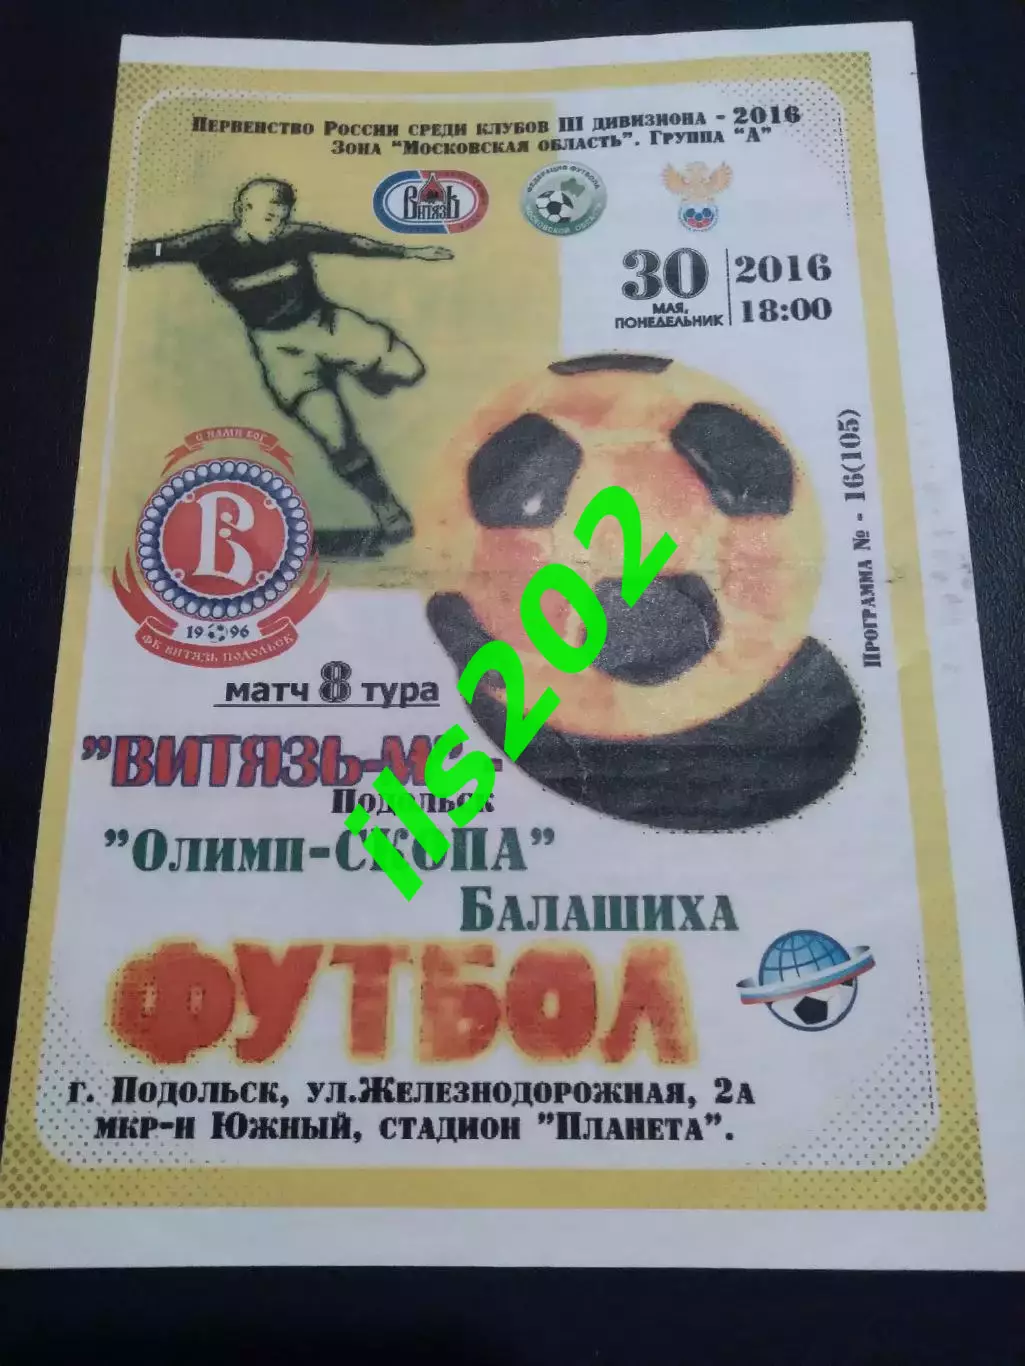 Первенство России среди клубов III дивизиона - 2016
Зона "Московская область". Группа "А"
Витязь
30
мая,
понедельник
2016
18:00
Программа № - 16(105)
С НАМИ БОГ
В
1996
ФК ВИТЯЗЬ ПОДОЛЬСК
матч 8 тура
"ВИТЯЗЬ-М" -
Подольск
"Олимп-СКОПА"
Балашиха
ФУТБОЛ
г. Подольск, ул.Железнодорожная, 2а
мкр-н Южный, стадион "Планета".
ils202